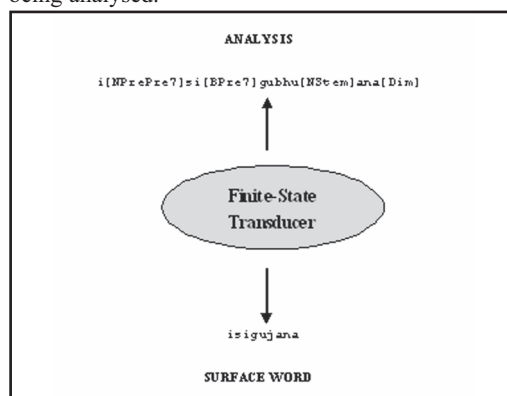 being analysed.
ANALYSIS
i[NPrePre7]si[BPre7]gubhu[NStem]ana[Dim]
Finite-State
Transducer
isigujana
SURFACE WORD